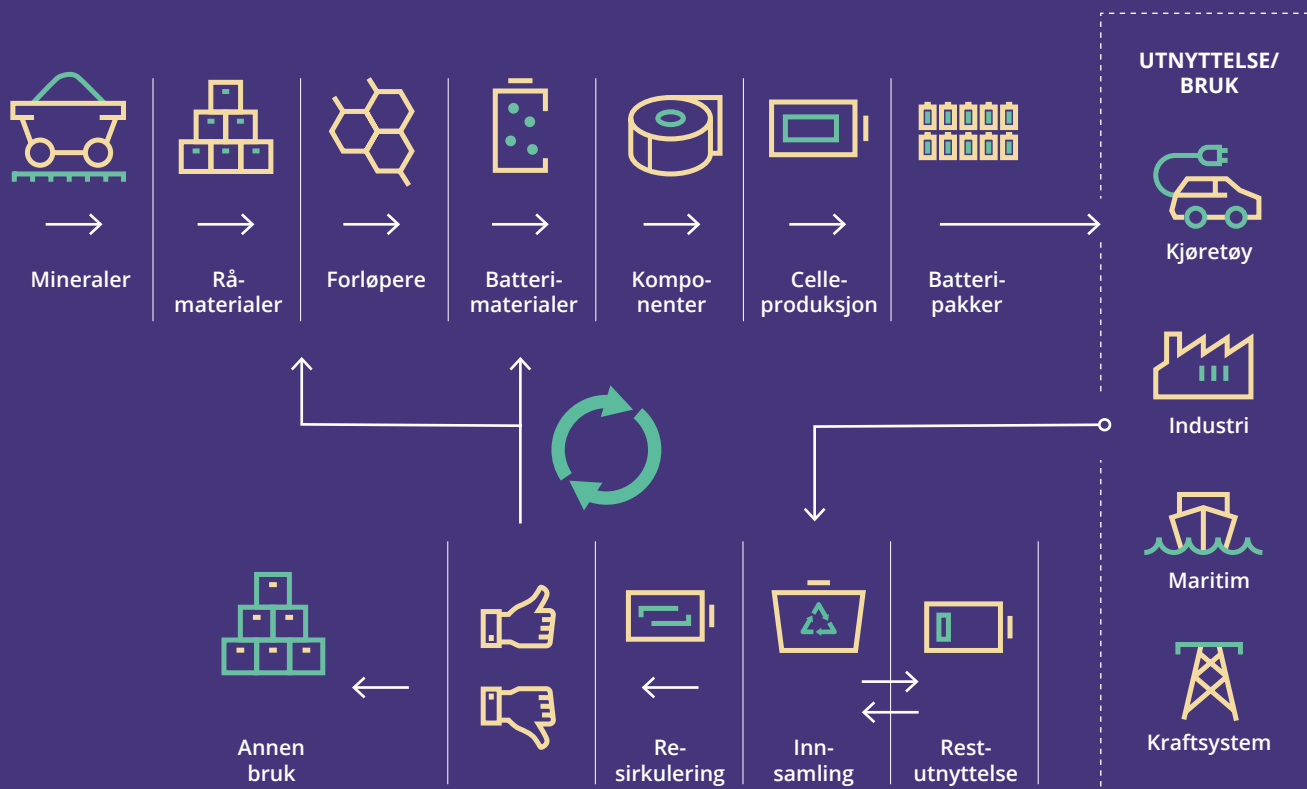 UTNYTTELSE/
BRUK
Mineraler
Rå-
materialer
Forløpere
Batteri-
materialer
Kompo-
nenter
Celle-
produksjon
Batteri-
pakker
Kjøretøy
Industri
Maritim
Kraftsystem
Annen
bruk
Re-
sirkulering
Inn-
samling
Rest-
utnyttelse